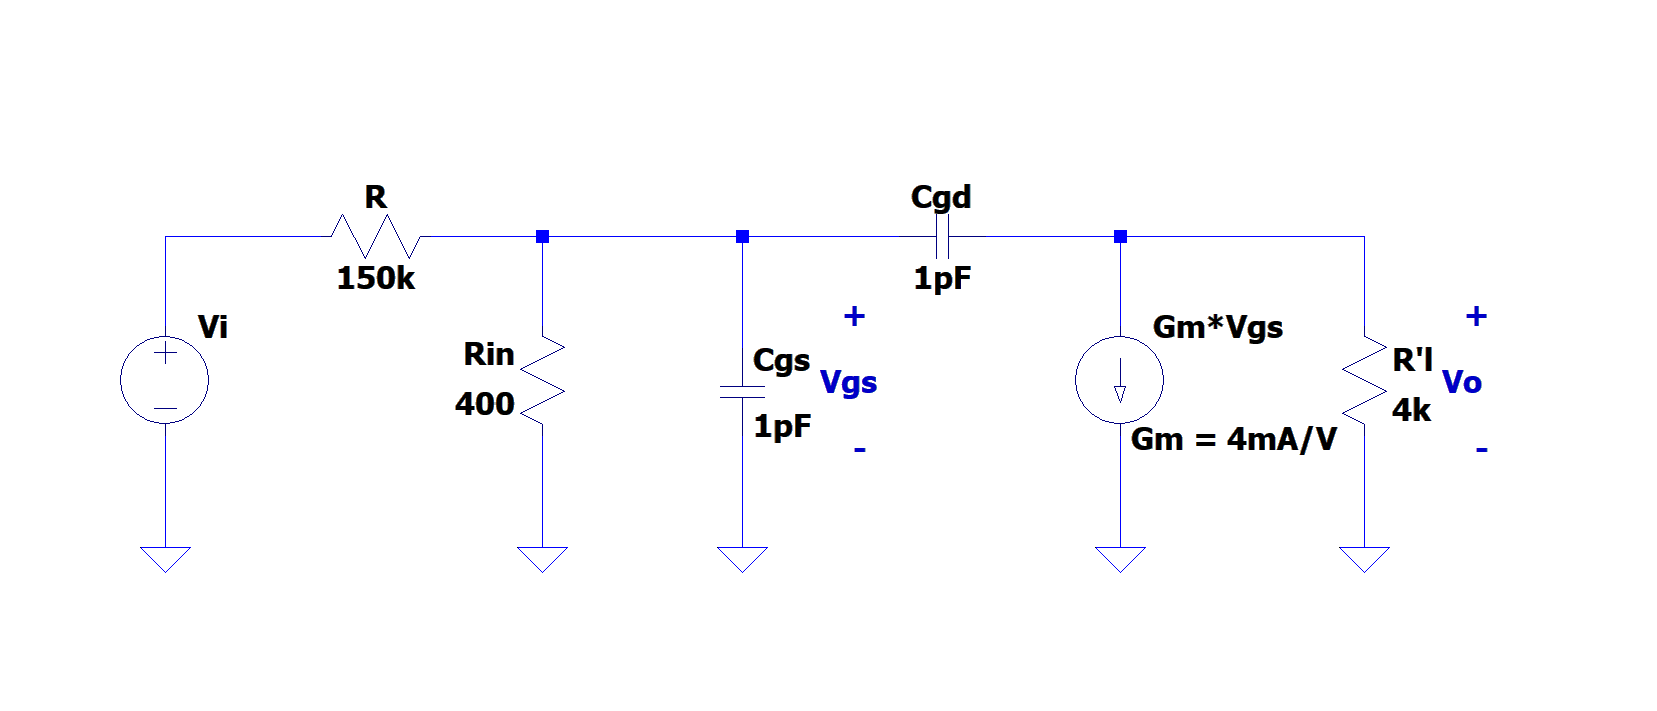 R
150k
Vi
Rin
400
Cgs
1pF
+
Vgs
-
Cgd
1pF
Gm*Vgs
Gm = 4mA/V
R'l
4k
+
Vo
-